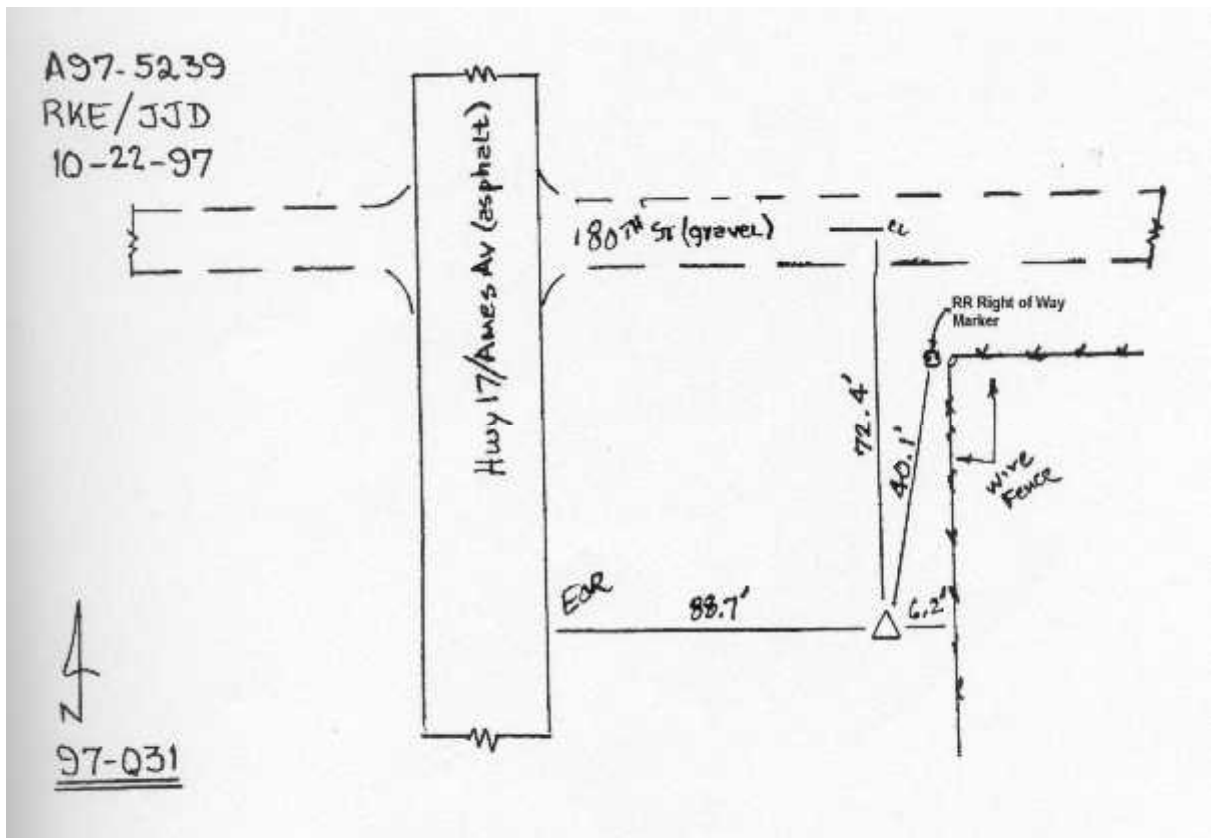 A97-5239
RKE/JJD
10-22-97
Hwy 17/Ames Av (asphalt)
180TH ST (gravel)
CL
RR Right of Way
Marker
72.4'
40.1'
Wire
Fence
EOR
88.7'
6.2'
N
97-031